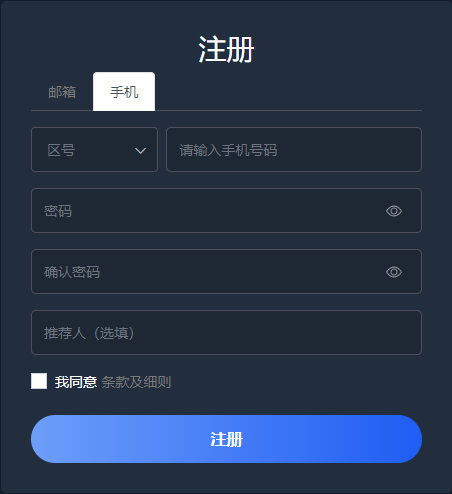 注册
邮箱 手机
区号 请输入手机号码
密码
确认密码
推荐人（选填）
我同意 条款及细则
注册